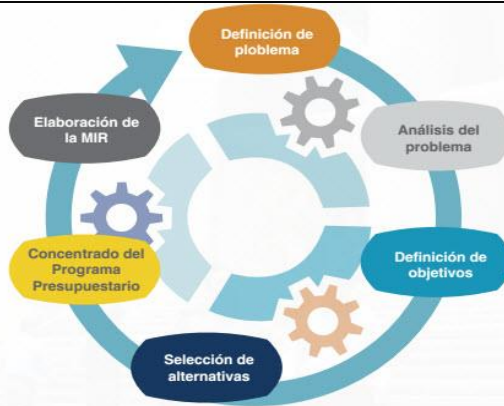 Definición de
ploblema
Análisis del
problema
Definición de
objetivos
Selección de
alternativas
Concentrado del
Programa
Presupuestario
Elaboración de
la MIR